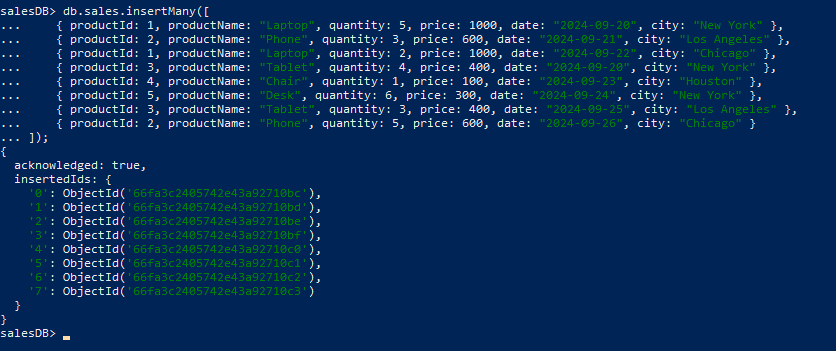 salesDB> db.sales.insertMany([
...     { productId: 1, productName: "Laptop", quantity: 5, price: 1000, date: "2024-09-20", city: "New York" },
...     { productId: 2, productName: "Phone", quantity: 3, price: 600, date: "2024-09-21", city: "Los Angeles" },
...     { productId: 1, productName: "Laptop", quantity: 2, price: 1000, date: "2024-09-22", city: "Chicago" },
...     { productId: 3, productName: "Tablet", quantity: 4, price: 400, date: "2024-09-20", city: "New York" },
...     { productId: 4, productName: "Chair", quantity: 1, price: 100, date: "2024-09-23", city: "Houston" },
...     { productId: 5, productName: "Desk", quantity: 6, price: 300, date: "2024-09-24", city: "New York" },
...     { productId: 3, productName: "Tablet", quantity: 3, price: 400, date: "2024-09-25", city: "Los Angeles" },
...     { productId: 2, productName: "Phone", quantity: 5, price: 600, date: "2024-09-26", city: "Chicago" }
... ]);
{
  acknowledged: true,
  insertedIds: {
    '0': ObjectId('66fa3c2405742e43a92710bc'),
    '1': ObjectId('66fa3c2405742e43a92710bd'),
    '2': ObjectId('66fa3c2405742e43a92710be'),
    '3': ObjectId('66fa3c2405742e43a92710bf'),
    '4': ObjectId('66fa3c2405742e43a92710c0'),
    '5': ObjectId('66fa3c2405742e43a92710c1'),
    '6': ObjectId('66fa3c2405742e43a92710c2'),
    '7': ObjectId('66fa3c2405742e43a92710c3')
  }
}
salesDB>